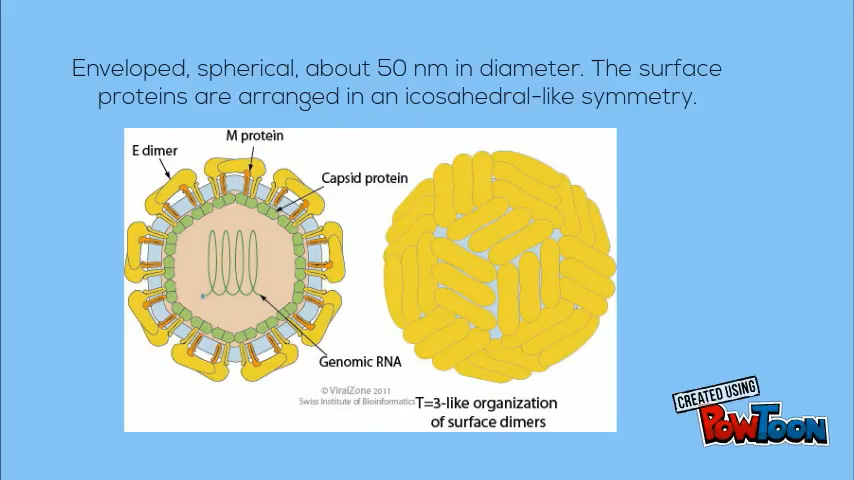 Enveloped, spherical, about 50 nm in diameter. The surface
proteins are arranged in an icosahedral-like symmetry.
M protein
E dimer
Capsid protein
Genomic RNA
© ViralZone 2011
Swiss Institute of Bioinformatics
T=3-like organization
of surface dimers
CREATED USING
POWTOON